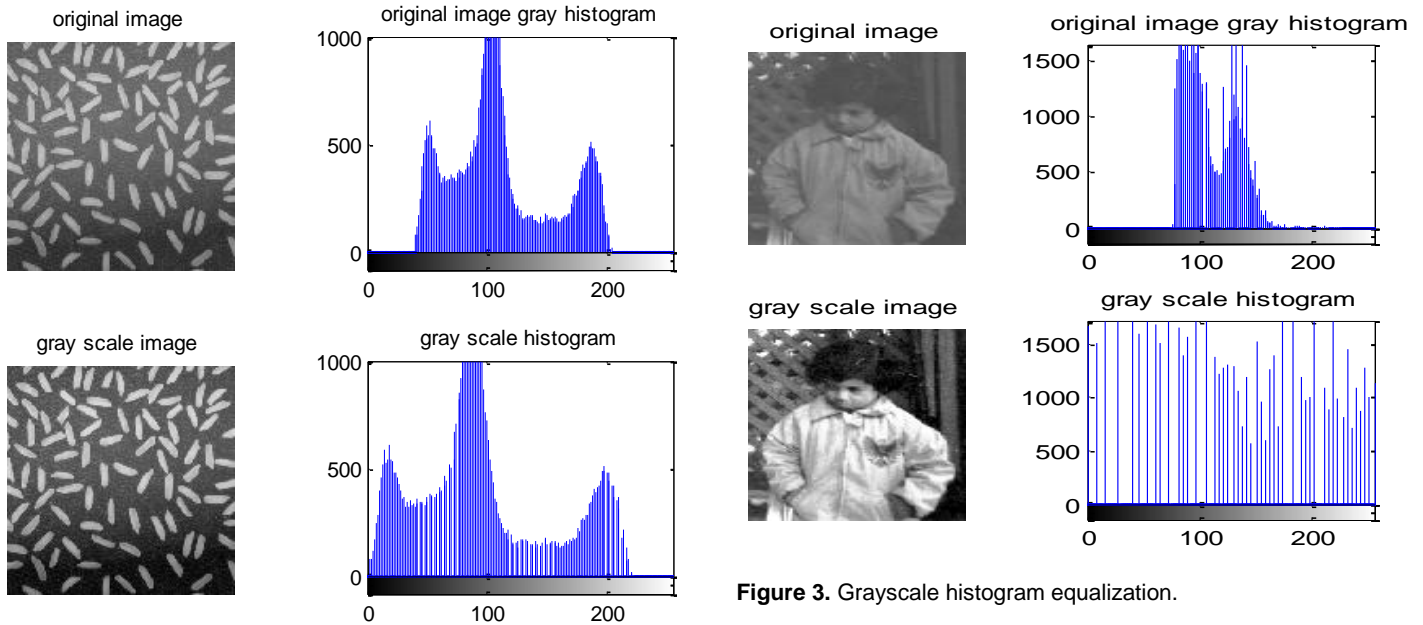 original image
original image gray histogram
1000
500
0
0 100 200
gray scale image
gray scale histogram
1000
500
0
0 100 200
original image
original image gray histogram
1500
1000
500
0
0 100 200
gray scale image
gray scale histogram
1500
1000
500
0
0 100 200
Figure 3. Grayscale histogram equalization.